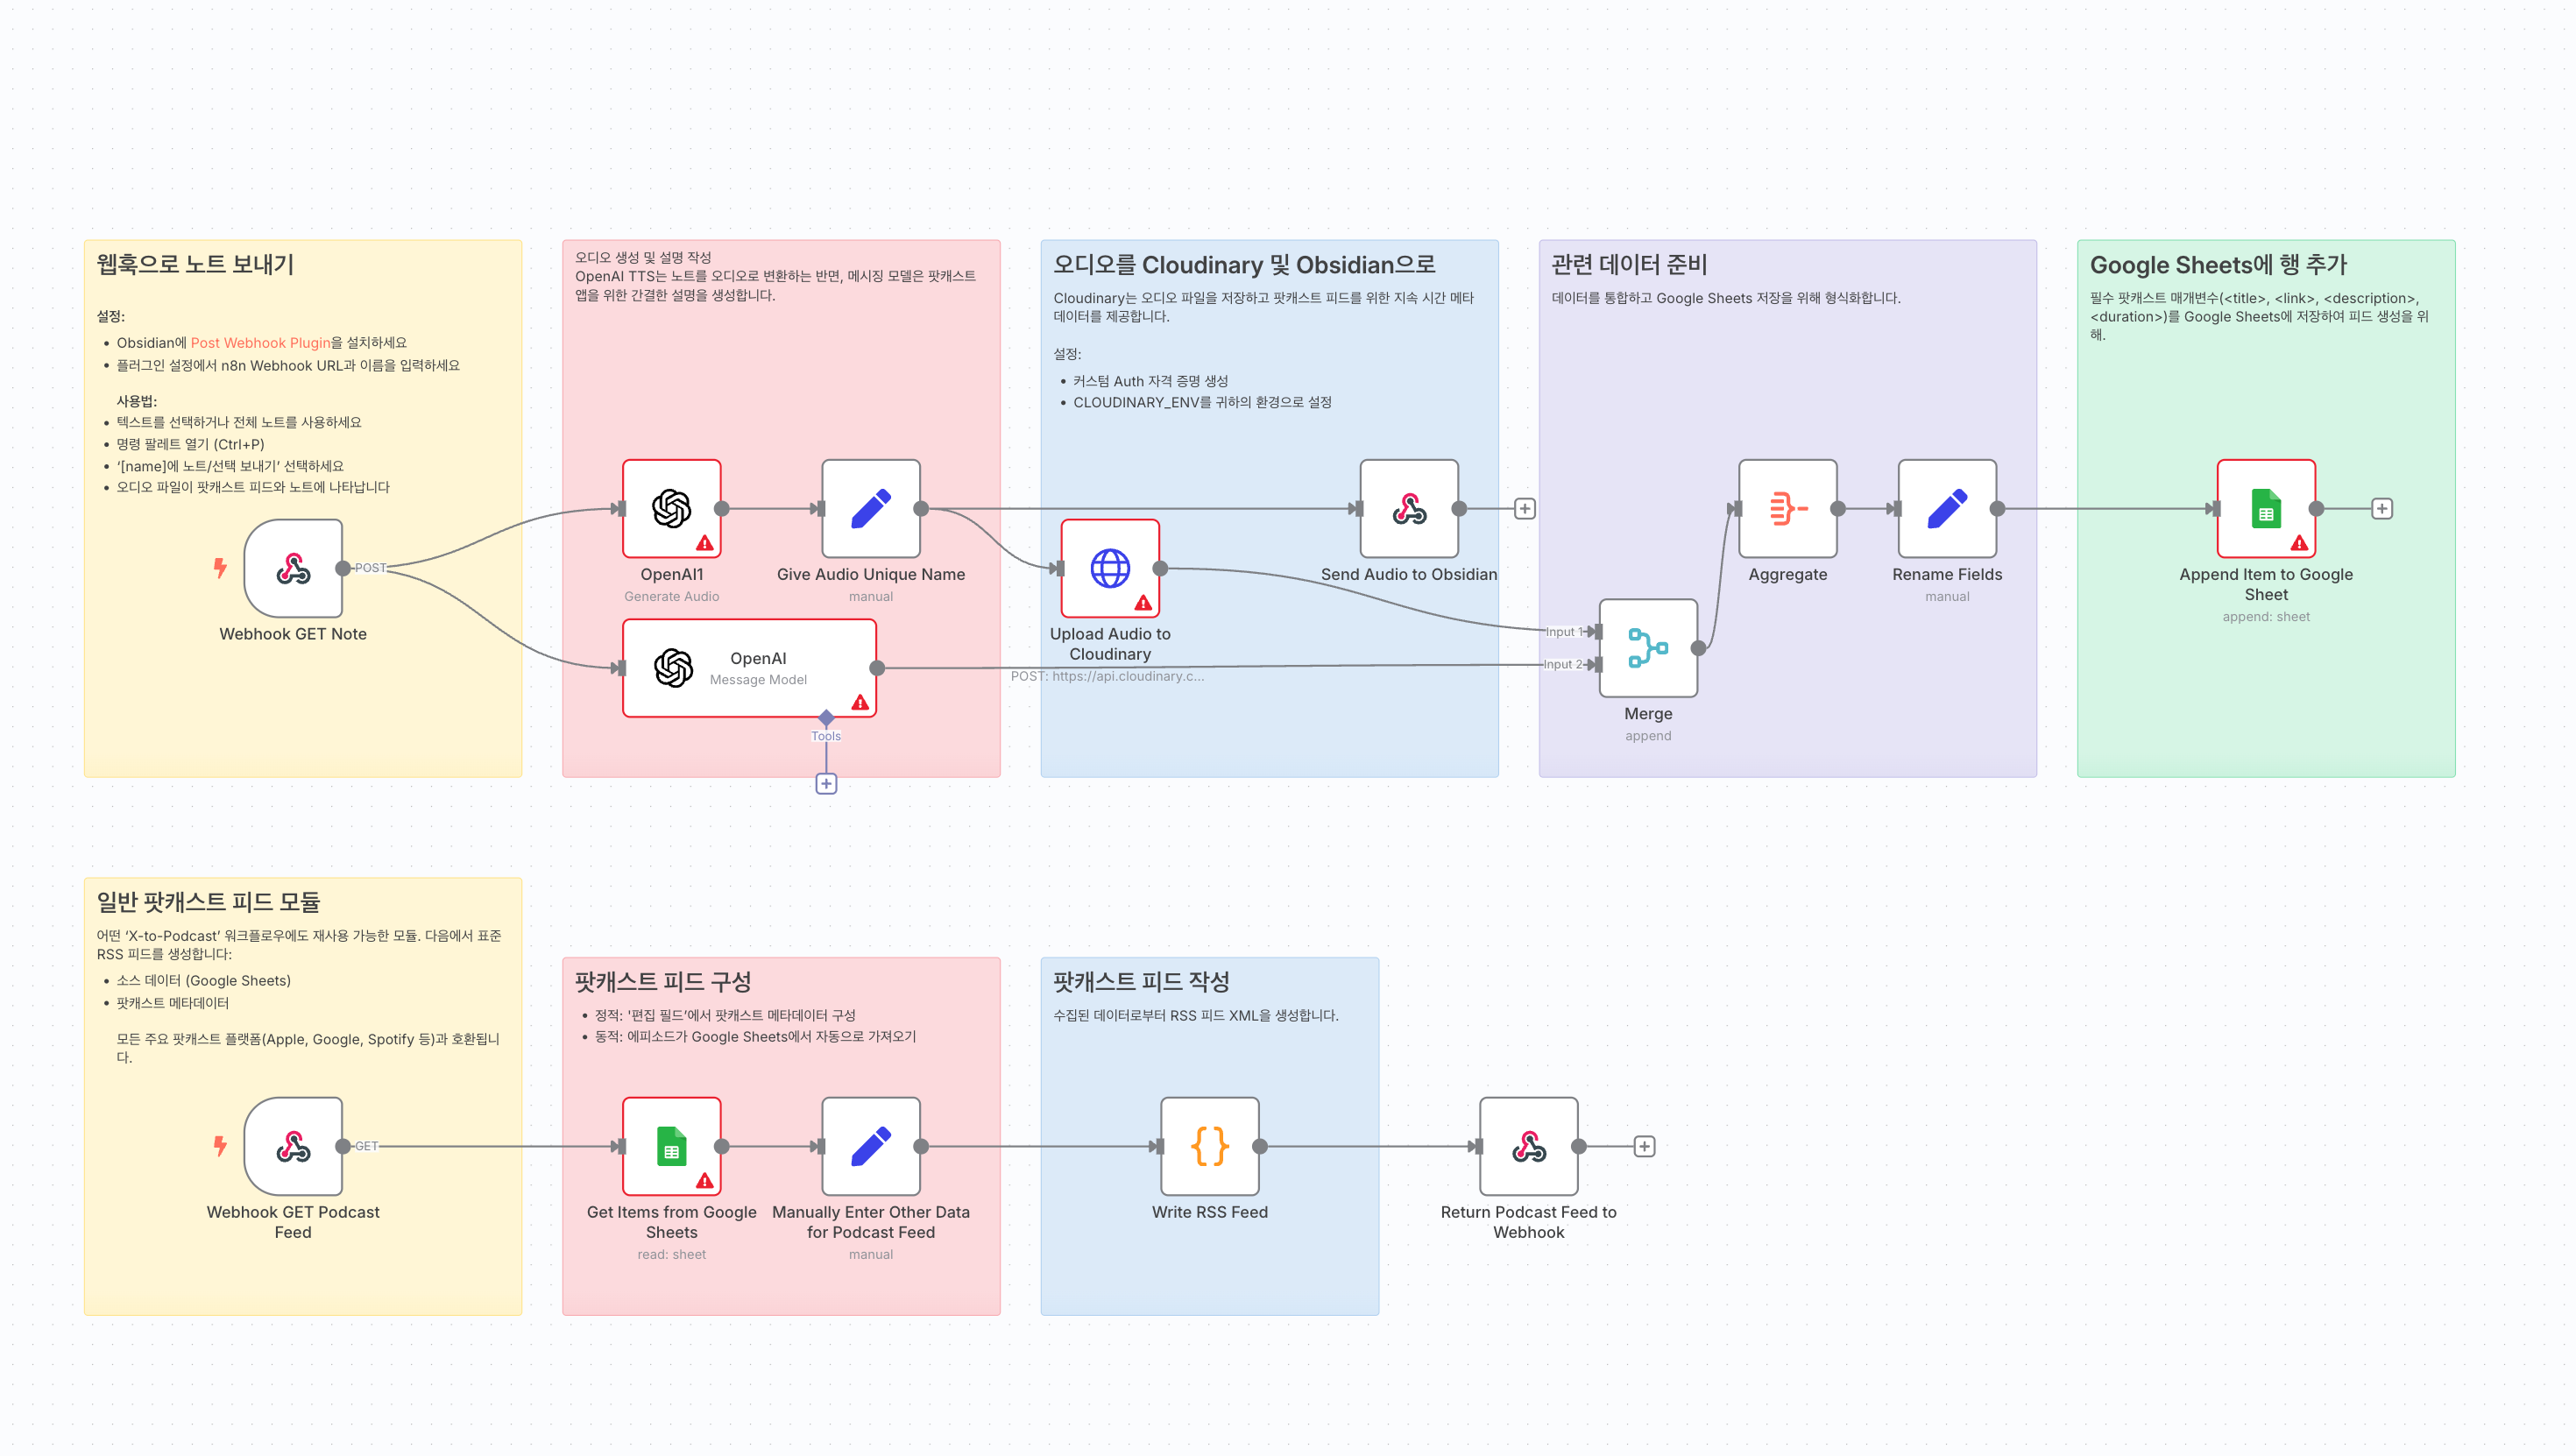 웹훅으로 노트 보내기
설정:
Obsidian에 Post Webhook Plugin을 설치하세요
플러그인 설정에서 n8n Webhook URL과 이름을 입력하세요
사용법:
텍스트를 선택하거나 전체 노트를 사용하세요
명령 팔레트 열기 (Ctrl+P)
‘[name]에 노트/선택 보내기’ 선택하세요
오디오 파일이 팟캐스트 피드와 노트에 나타납니다
POST
Webhook GET Note
오디오 생성 및 설명 작성
OpenAI TTS는 노트를 오디오로 변환하는 반면, 메시징 모델은 팟캐스트
앱을 위한 간결한 설명을 생성합니다.
OpenAI1
Generate Audio
Give Audio Unique Name
manual
OpenAI
Message Model
Tools
오디오를 Cloudinary 및 Obsidian으로
Cloudinary는 오디오 파일을 저장하고 팟캐스트 피드를 위한 지속 시간 메타
데이터를 제공합니다.
설정:
커스텀 Auth 자격 증명 생성
CLOUDINARY_ENV를 귀하의 환경으로 설정
Send Audio to Obsidian
Upload Audio to
Cloudinary
POST: https://api.cloudinary.c...
관련 데이터 준비
데이터를 통합하고 Google Sheets 저장을 위해 형식화합니다.
Input 1
Input 2
Merge
append
Aggregate
Rename Fields
manual
Google Sheets에 행 추가
필수 팟캐스트 매개변수(<title>, <link>, <description>,
<duration>)를 Google Sheets에 저장하여 피드 생성을 위
해.
Append Item to Google
Sheet
append: sheet
일반 팟캐스트 피드 모듈
어떤 ‘X-to-Podcast’ 워크플로우에도 재사용 가능한 모듈. 다음에서 표준
RSS 피드를 생성합니다:
소스 데이터 (Google Sheets)
팟캐스트 메타데이터
모든 주요 팟캐스트 플랫폼(Apple, Google, Spotify 등)과 호환됩니
다.
GET
Webhook GET Podcast
Feed
팟캐스트 피드 구성
정적: '편집 필드’에서 팟캐스트 메타데이터 구성
동적: 에피소드가 Google Sheets에서 자동으로 가져오기
Get Items from Google
Sheets
read: sheet
Manually Enter Other Data
for Podcast Feed
manual
팟캐스트 피드 작성
수집된 데이터로부터 RSS 피드 XML을 생성합니다.
Write RSS Feed
Return Podcast Feed to
Webhook